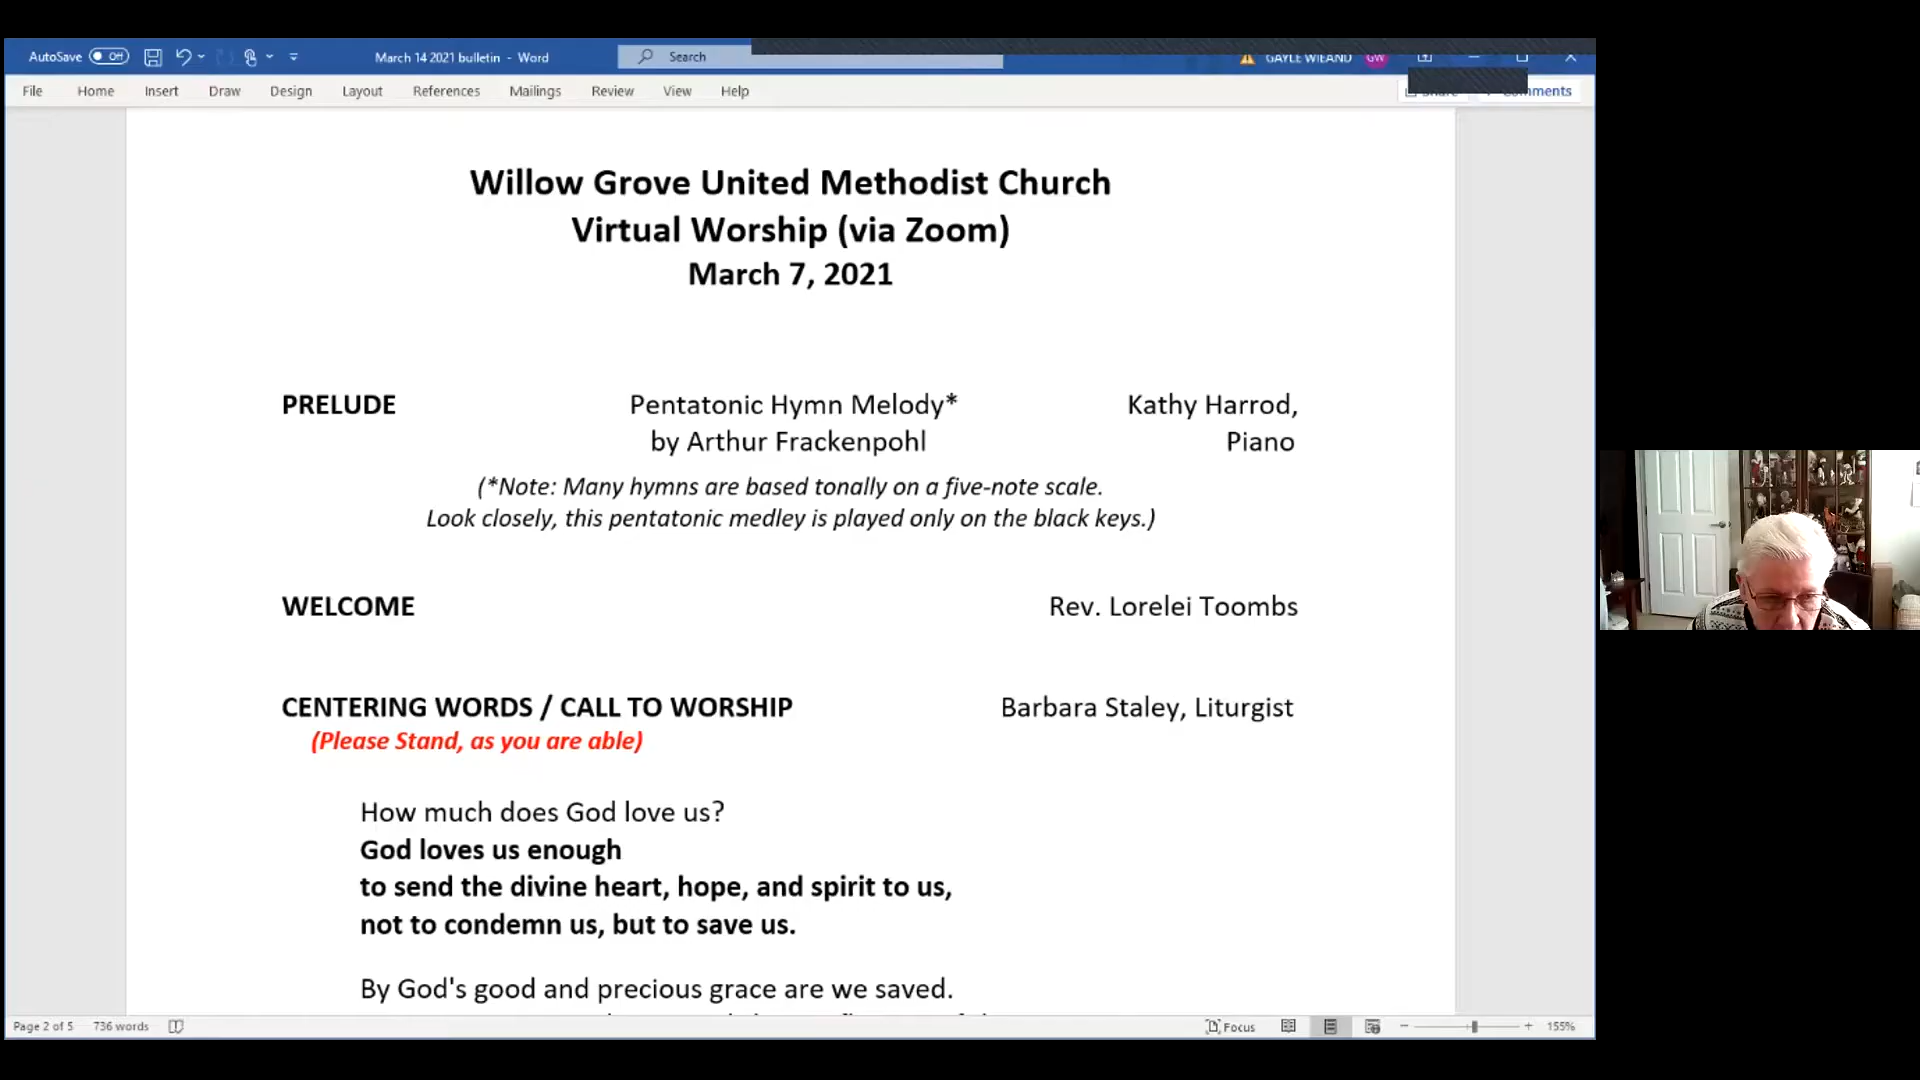 AutoSave Off March 14 2021 bulletin - Word Search GAYLE WIEAND GW
File Home Insert Draw Design Layout References Mailings Review View Help Share Comments
Willow Grove United Methodist Church
Virtual Worship (via Zoom)
March 7, 2021
PRELUDE Pentatonic Hymn Melody* Kathy Harrod,
by Arthur Frackenpohl Piano
(*Note: Many hymns are based tonally on a five-note scale.
Look closely, this pentatonic medley is played only on the black keys.)
WELCOME Rev. Lorelei Toombs
CENTERING WORDS / CALL TO WORSHIP Barbara Staley, Liturgist
(Please Stand, as you are able)
How much does God love us?
God loves us enough
to send the divine heart, hope, and spirit to us,
not to condemn us, but to save us.
By God's good and precious grace are we saved.
Page 2 of 5 736 words Focus 155%